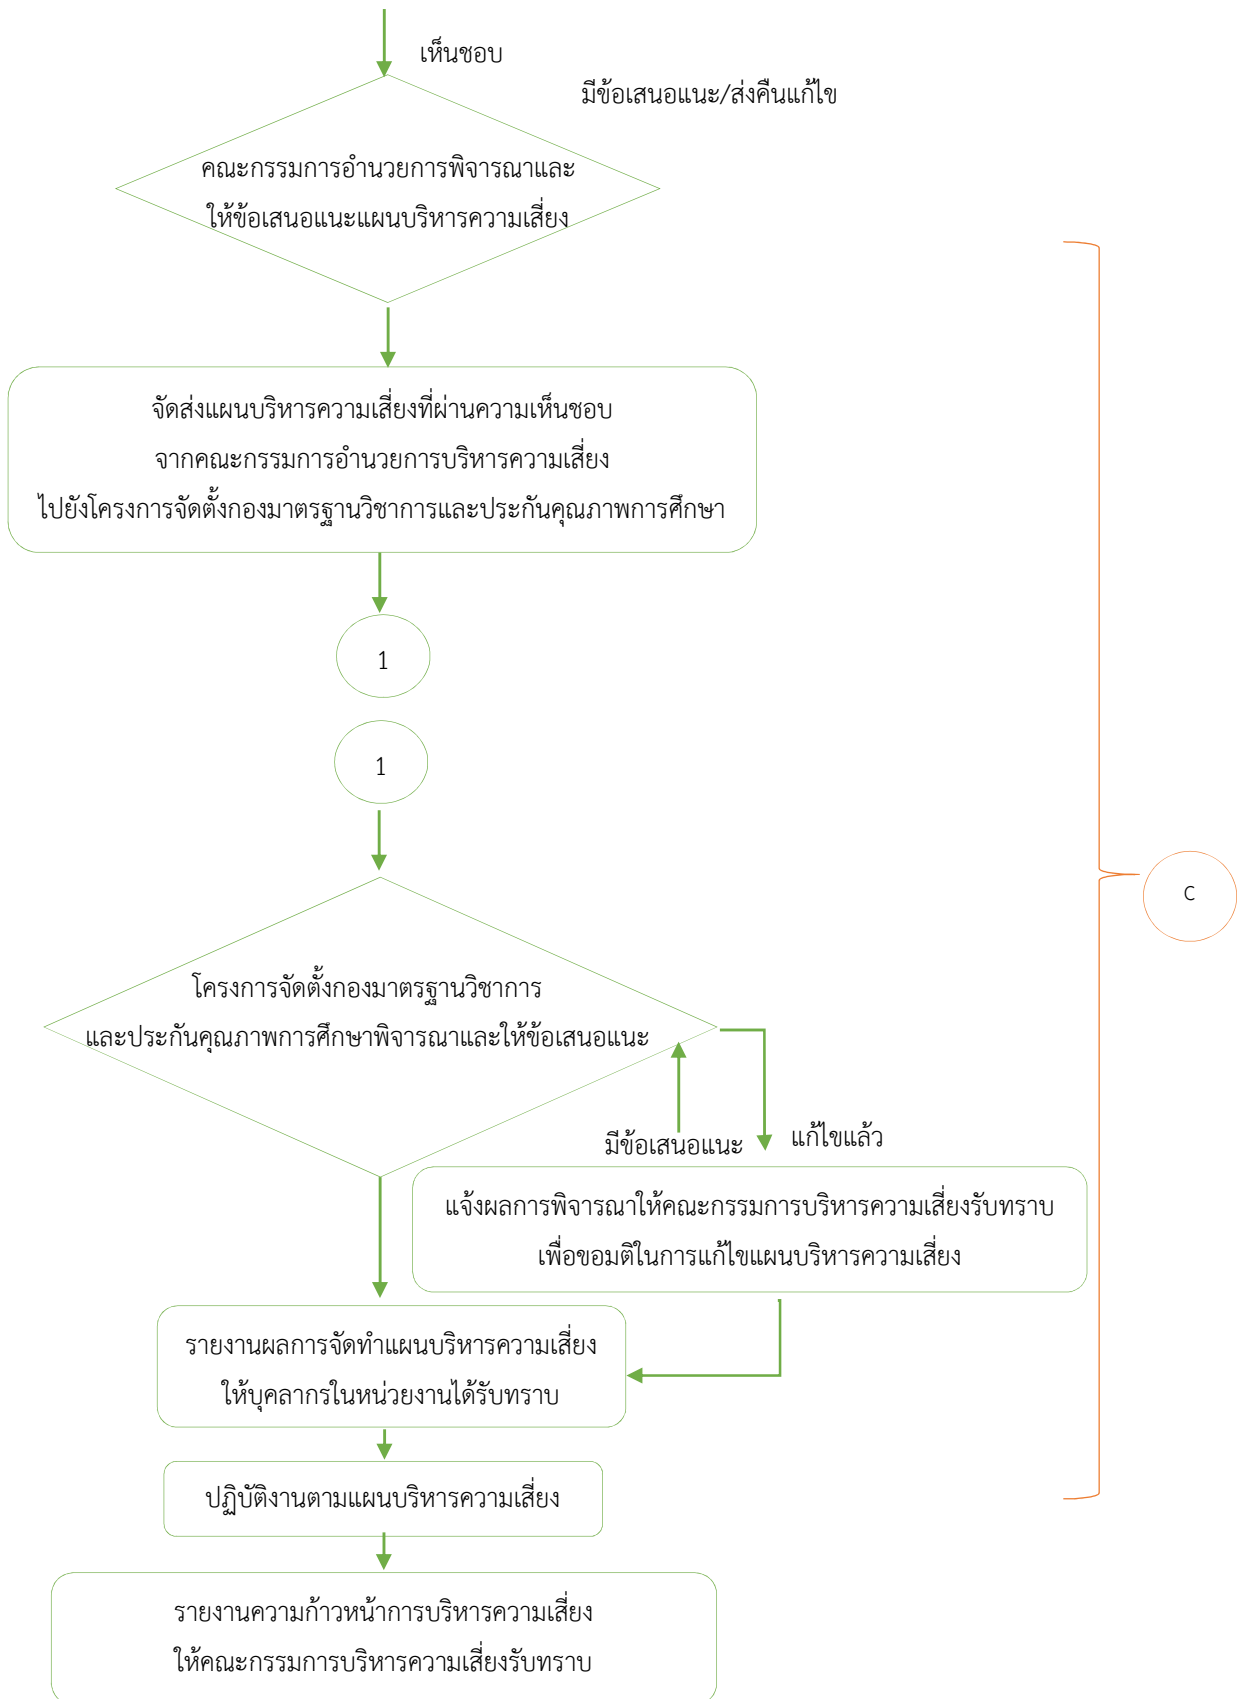 เห็นชอบ
มีข้อเสนอแนะ/ส่งคืนแก้ไข
คณะกรรมการอำนวยการพิจารณาและ
ให้ข้อเสนอแนะแผนบริหารความเสี่ยง
จัดส่งแผนบริหารความเสี่ยงที่ผ่านความเห็นชอบ
จากคณะกรรมการอำนวยการบริหารความเสี่ยง
ไปยังโครงการจัดตั้งกองมาตรฐานวิชาการและประกันคุณภาพการศึกษา
1
1
C
โครงการจัดตั้งกองมาตรฐานวิชาการ
และประกันคุณภาพการศึกษาพิจารณาและให้ข้อเสนอแนะ
มีข้อเสนอแนะ
แก้ไขแล้ว
แจ้งผลการพิจารณาให้คณะกรรมการบริหารความเสี่ยงรับทราบ
เพื่อขอมติในการแก้ไขแผนบริหารความเสี่ยง
รายงานผลการจัดทำแผนบริหารความเสี่ยง
ให้บุคลากรในหน่วยงานได้รับทราบ
ปฏิบัติงานตามแผนบริหารความเสี่ยง
รายงานความก้าวหน้าการบริหารความเสี่ยง
ให้คณะกรรมการบริหารความเสี่ยงรับทราบ